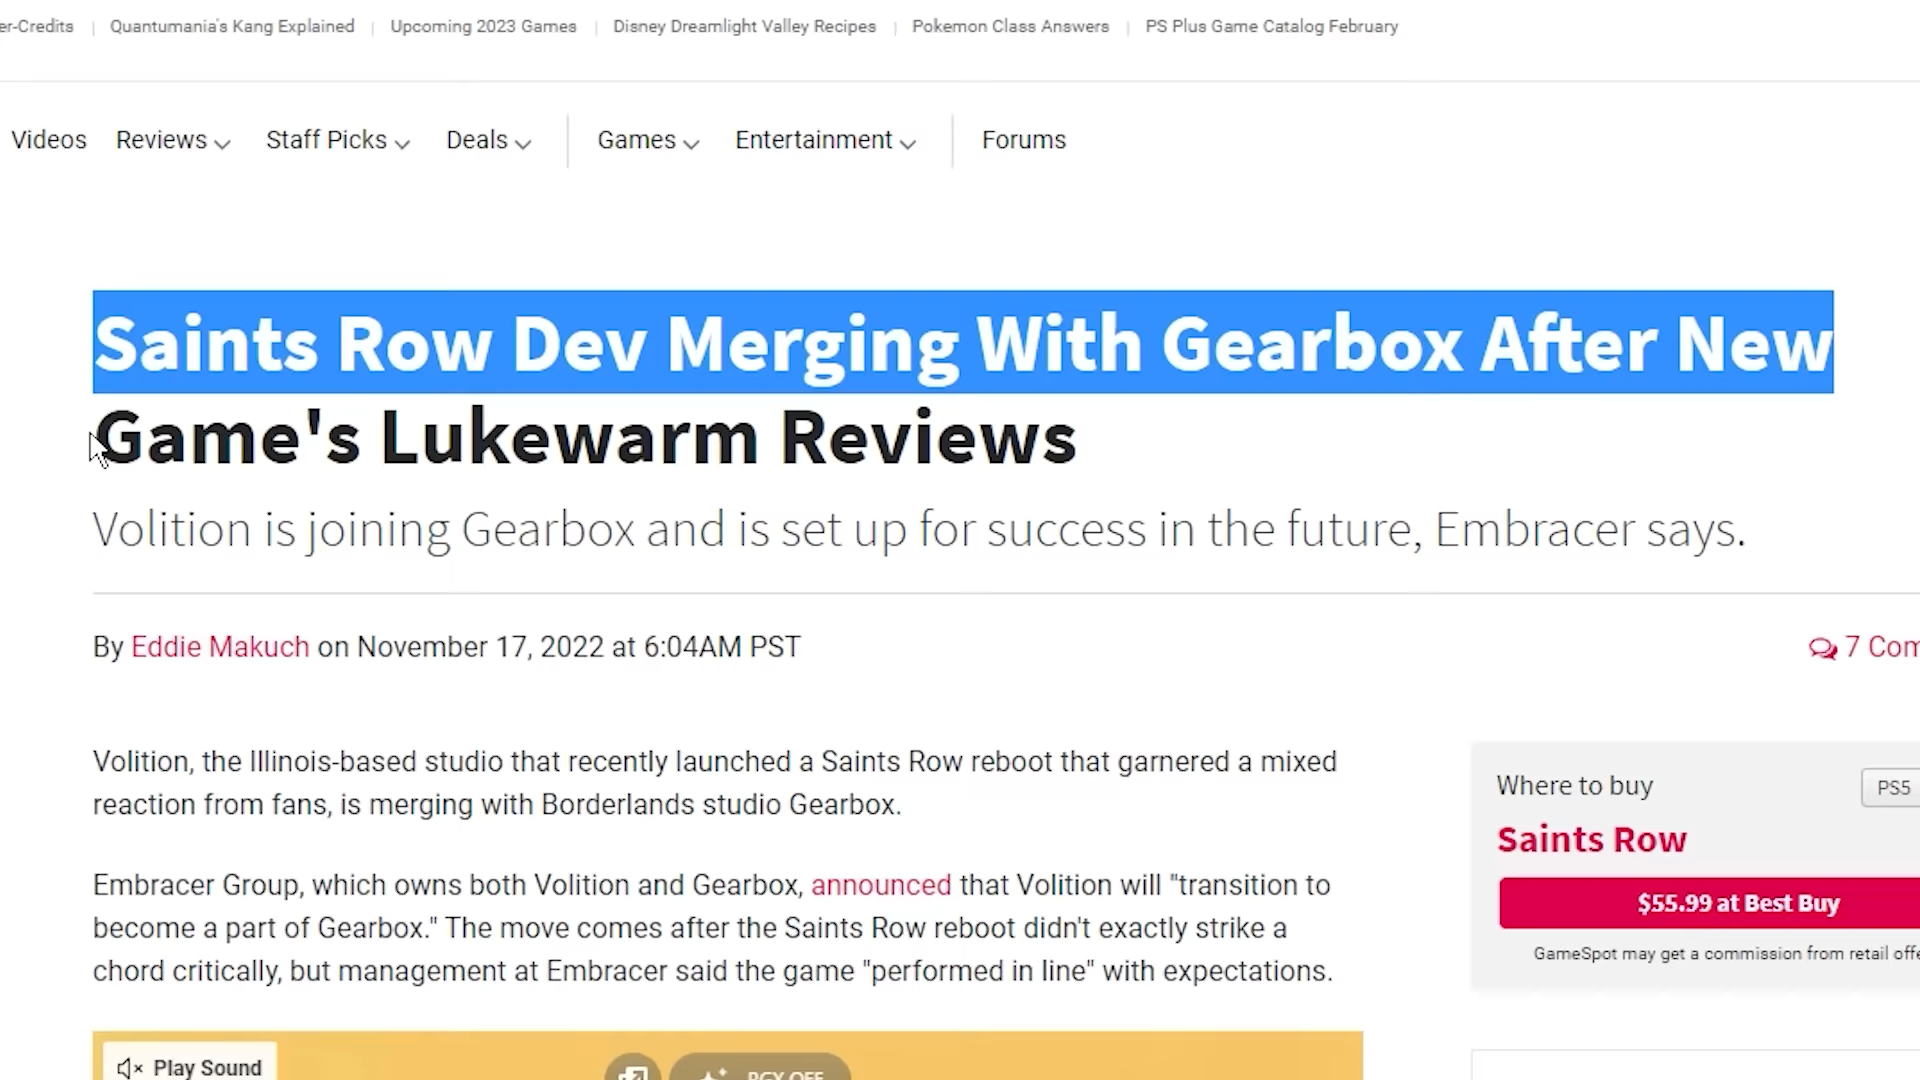 er-Credits | Quantumania's Kang Explained | Upcoming 2023 Games | Disney Dreamlight Valley Recipes | Pokemon Class Answers | PS Plus Game Catalog February
Videos Reviews Staff Picks Deals Games Entertainment Forums
Saints Row Dev Merging With Gearbox After New
Game's Lukewarm Reviews
Volition is joining Gearbox and is set up for success in the future, Embracer says.
By Eddie Makuch on November 17, 2022 at 6:04AM PST
7 Com
Volition, the Illinois-based studio that recently launched a Saints Row reboot that garnered a mixed
reaction from fans, is merging with Borderlands studio Gearbox.
Embracer Group, which owns both Volition and Gearbox, announced that Volition will "transition to
become a part of Gearbox." The move comes after the Saints Row reboot didn't exactly strike a
chord critically, but management at Embracer said the game "performed in line" with expectations.
Where to buy
PS5
Saints Row
$55.99 at Best Buy
GameSpot may get a commission from retail offe
Play Sound